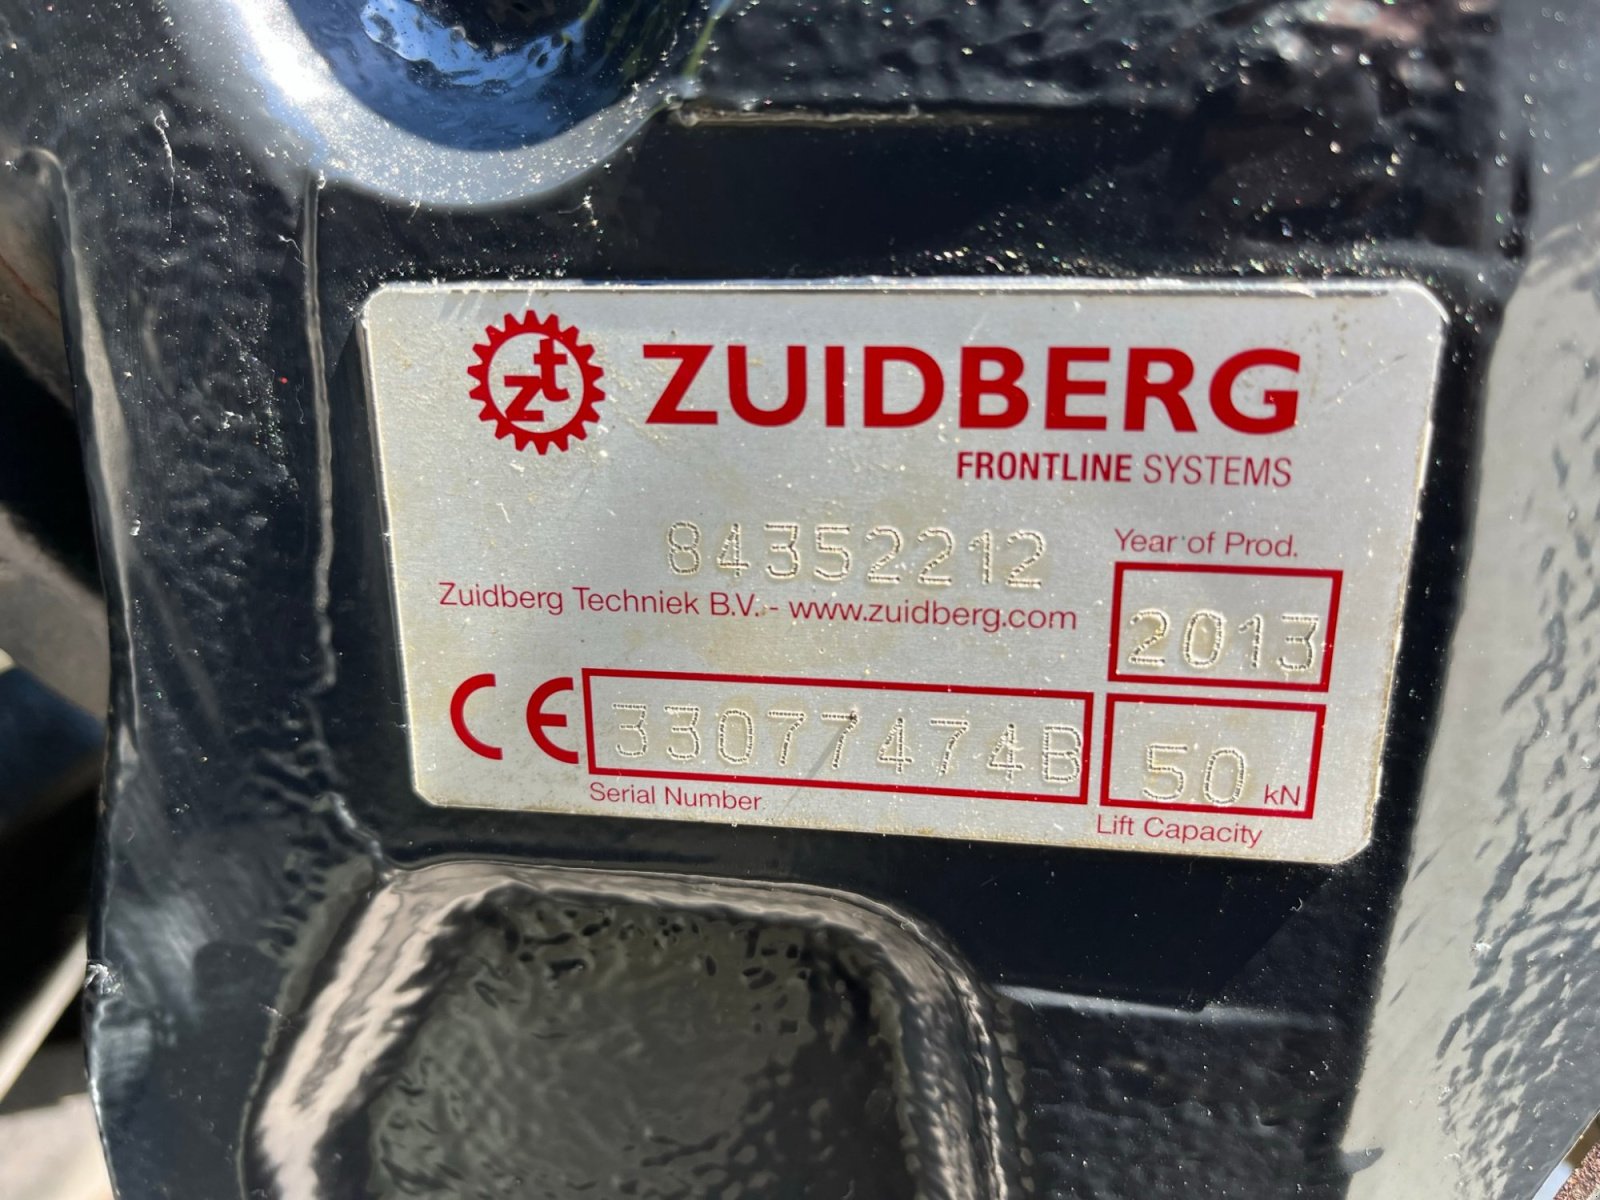 zt ZUIDBERG
FRONTLINE SYSTEMS
84352212
Zuidberg Techniek B.V. - www.zuidberg.com
Year of Prod.
2013
CE 33077474B
Serial Number
50 kN
Lift Capacity